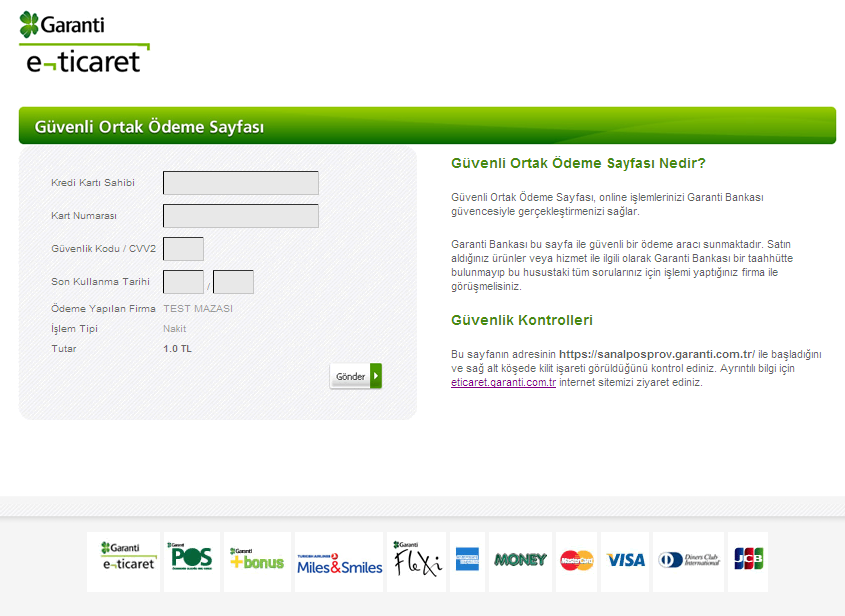 Garanti
e-ticaret
Güvenli Ortak Ödeme Sayfası
Kredi Kartı Sahibi
Kart Numarası
Güvenlik Kodu / CVV2
Son Kullanma Tarihi /
Ödeme Yapılan Firma TEST MAZASI
İşlem Tipi Nakit
Tutar 1.0 TL
Gönder
Güvenli Ortak Ödeme Sayfası Nedir?
Güvenli Ortak Ödeme Sayfası, online işlemlerinizi Garanti Bankası
güvencesiyle gerçekleştirmenizi sağlar.
Garanti Bankası bu sayfa ile güvenli bir ödeme aracı sunmaktadır. Satın
aldığınız ürünler veya hizmet ile ilgili olarak Garanti Bankası bir taahhütte
bulunmayıp bu husustaki tüm sorularınız için işlemi yaptığınız firma ile
görüşmelisiniz.
Güvenlik Kontrolleri
Bu sayfanın adresinin https://sanalposprov.garanti.com.tr/ ile başladığını
ve sağ alt köşede kilit işareti görüldüğünü kontrol ediniz. Ayrıntılı bilgi için
eticaret.garanti.com.tr internet sitemizi ziyaret ediniz.
Garanti
e-ticaret
Garanti
POS
Garanti
bonus
TURKISH AIRLINES
Miles&Smiles
Garanti
Flexi
MONEY
MasterCard
VISA
Diners Club
International
JCB